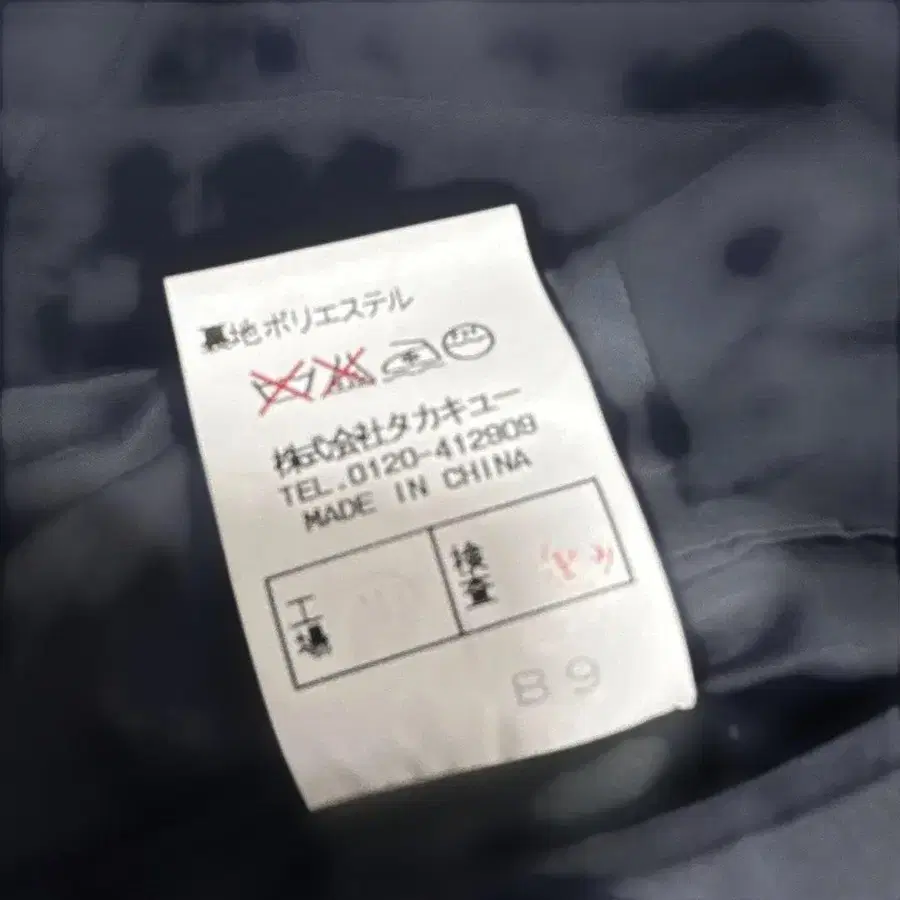 裏地ポリエステル
株式会社タカキュー
TEL.0120-412909
MADE IN CHINA
工場
検査
B9